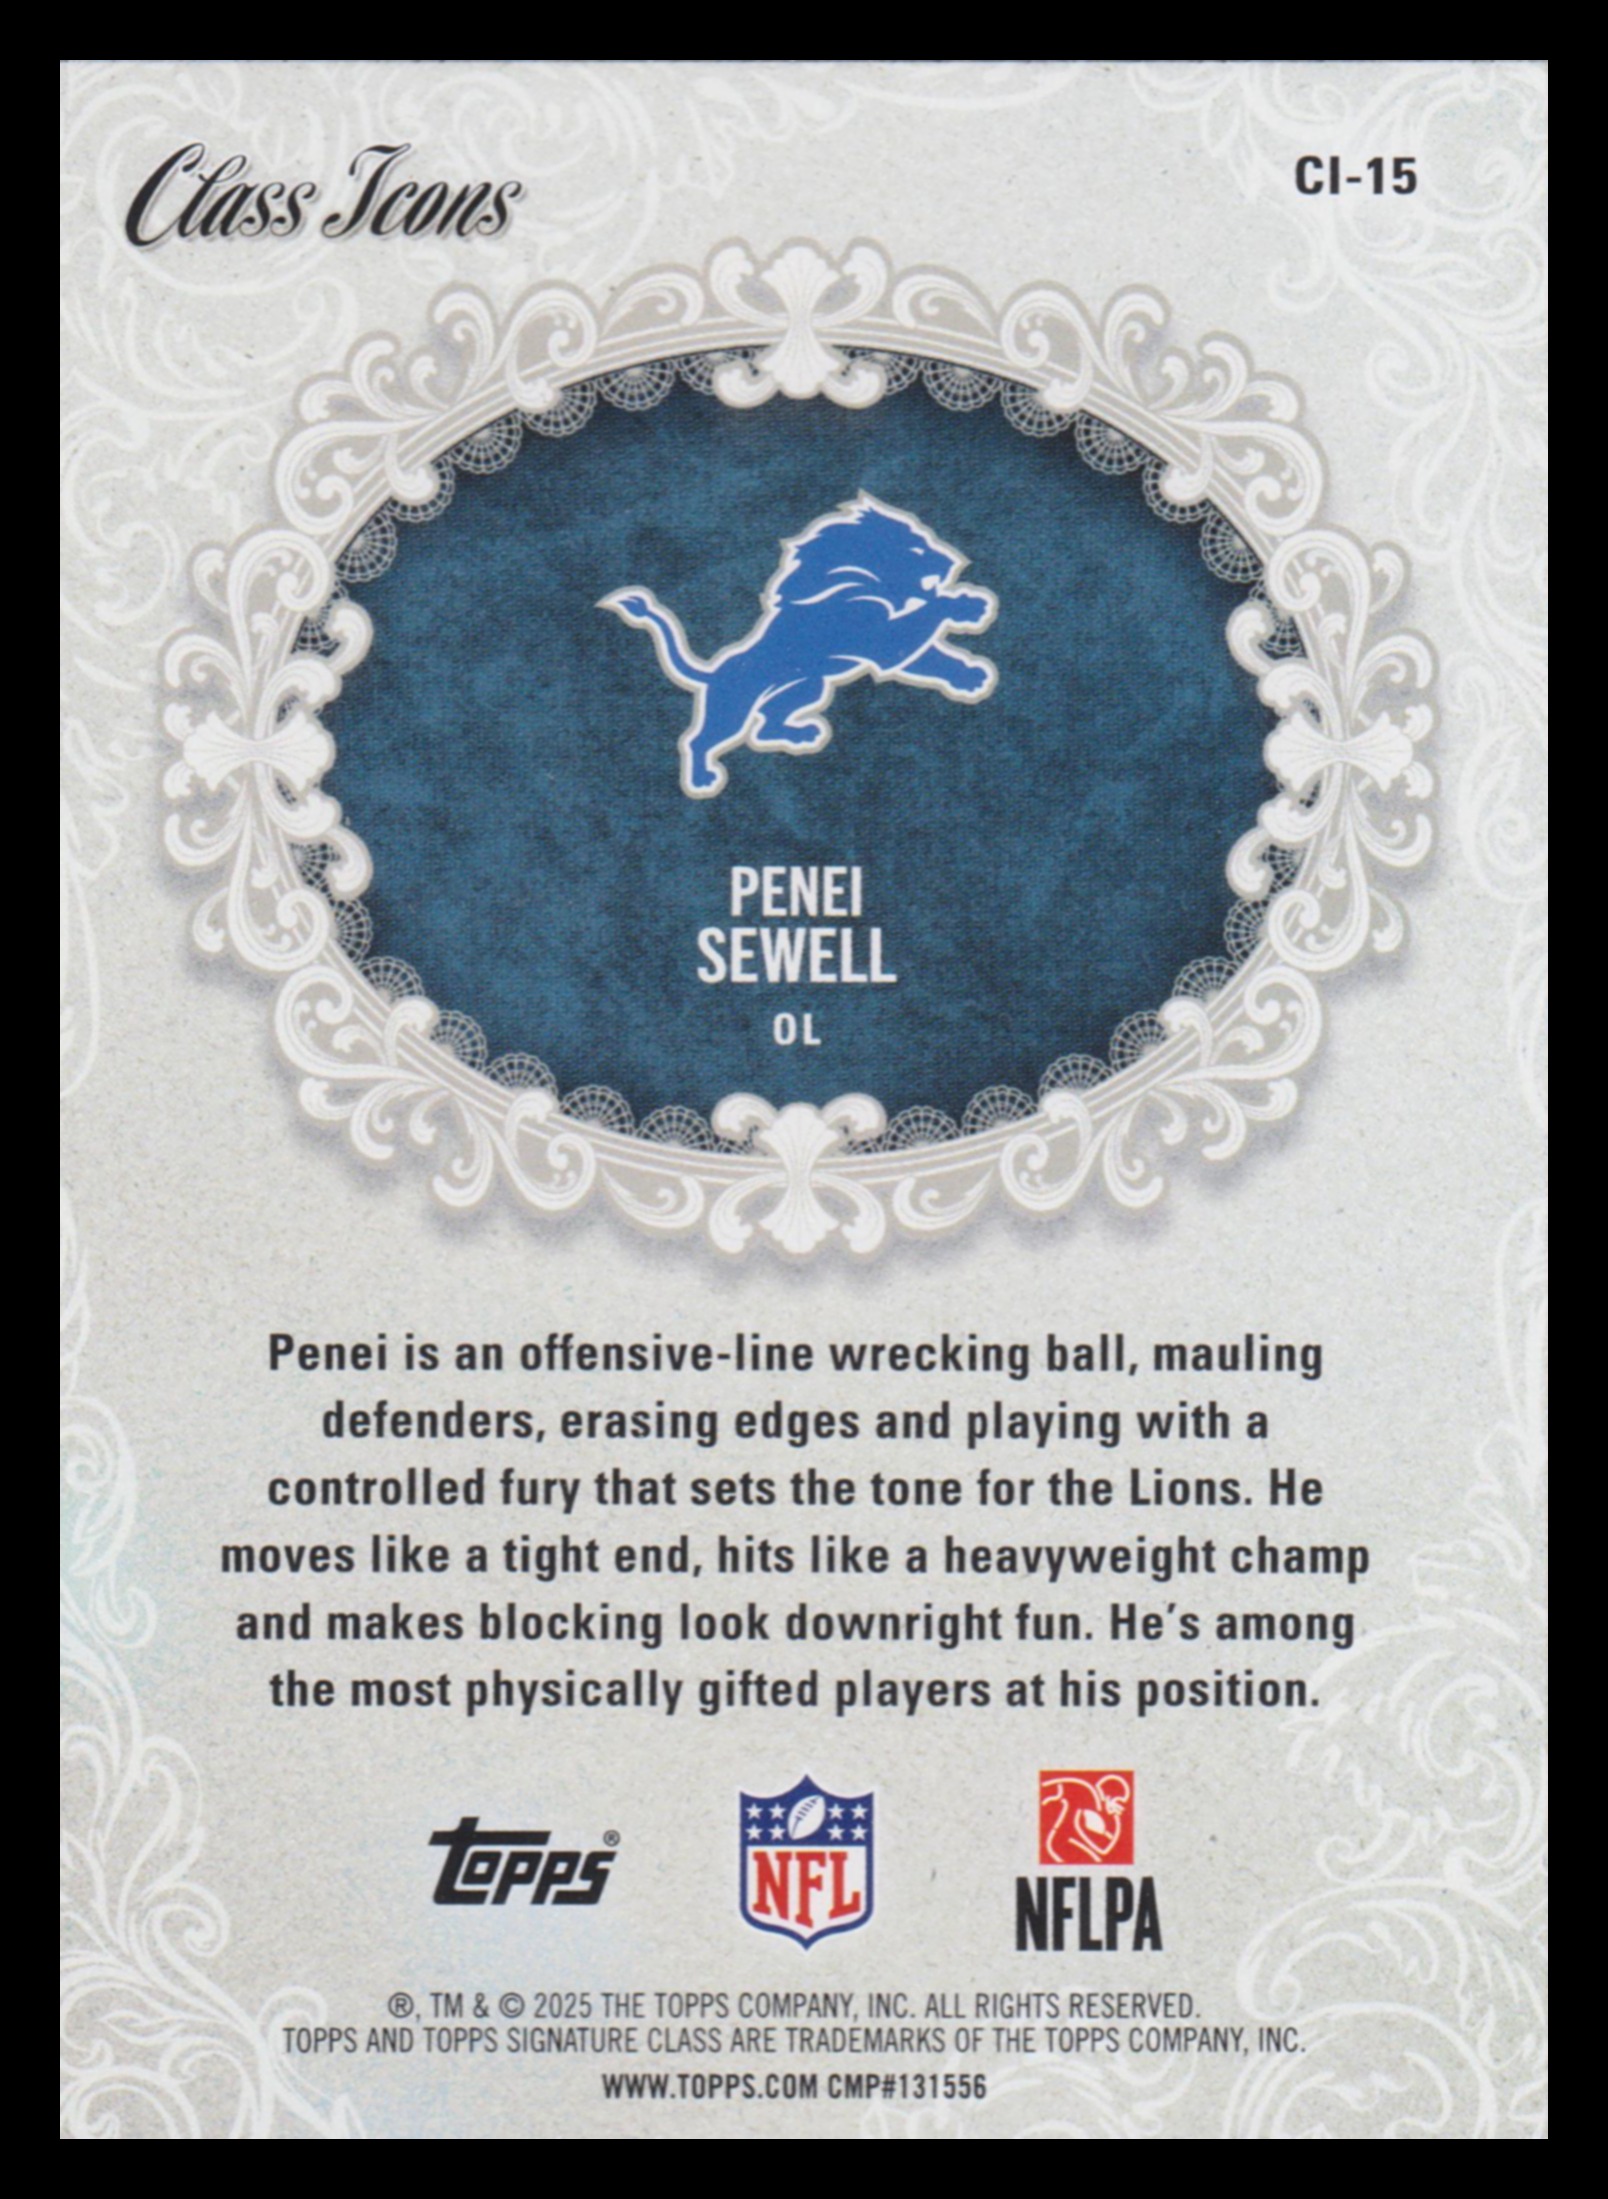 Class Icons
CI-15
PENEI
SEWELL
OL
Penei is an offensive-line wrecking ball, mauling
defenders, erasing edges and playing with a
controlled fury that sets the tone for the Lions. He
moves like a tight end, hits like a heavyweight champ
and makes blocking look downright fun. He's among
the most physically gifted players at his position.
Topps®
NFL
NFLPA
®, TM & © 2025 THE TOPPS COMPANY, INC. ALL RIGHTS RESERVED.
TOPPS AND TOPPS SIGNATURE CLASS ARE TRADEMARKS OF THE TOPPS COMPANY, INC.
WWW.TOPPS.COM CMP#131556